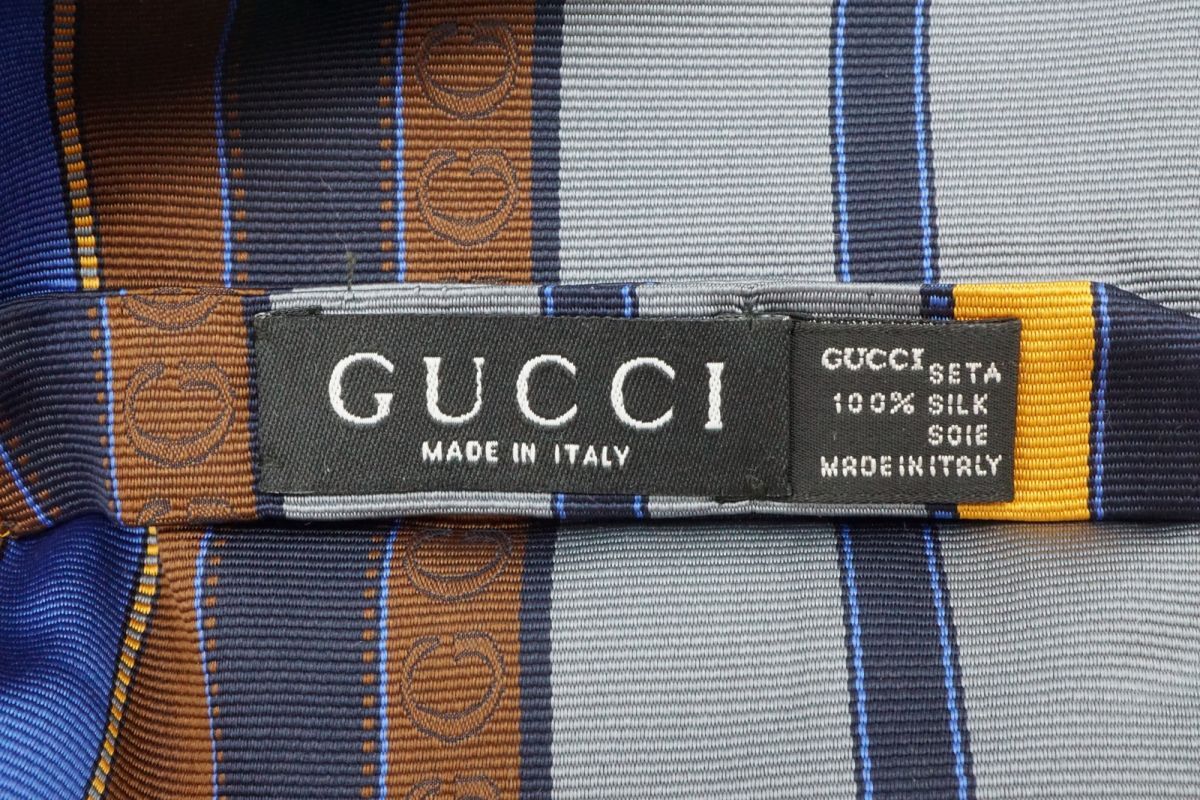 GUCCI
MADE IN ITALY
GUCCI SETA
100% SILK
SOIE
MADE IN ITALY